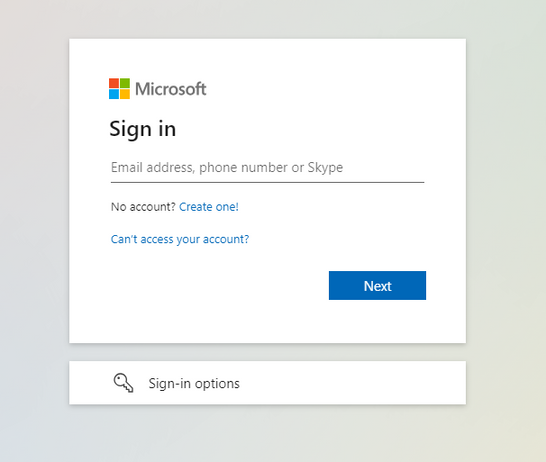 Microsoft
Sign in
Email address, phone number or Skype
No account? Create one!
Can't access your account?
Next
Sign-in options